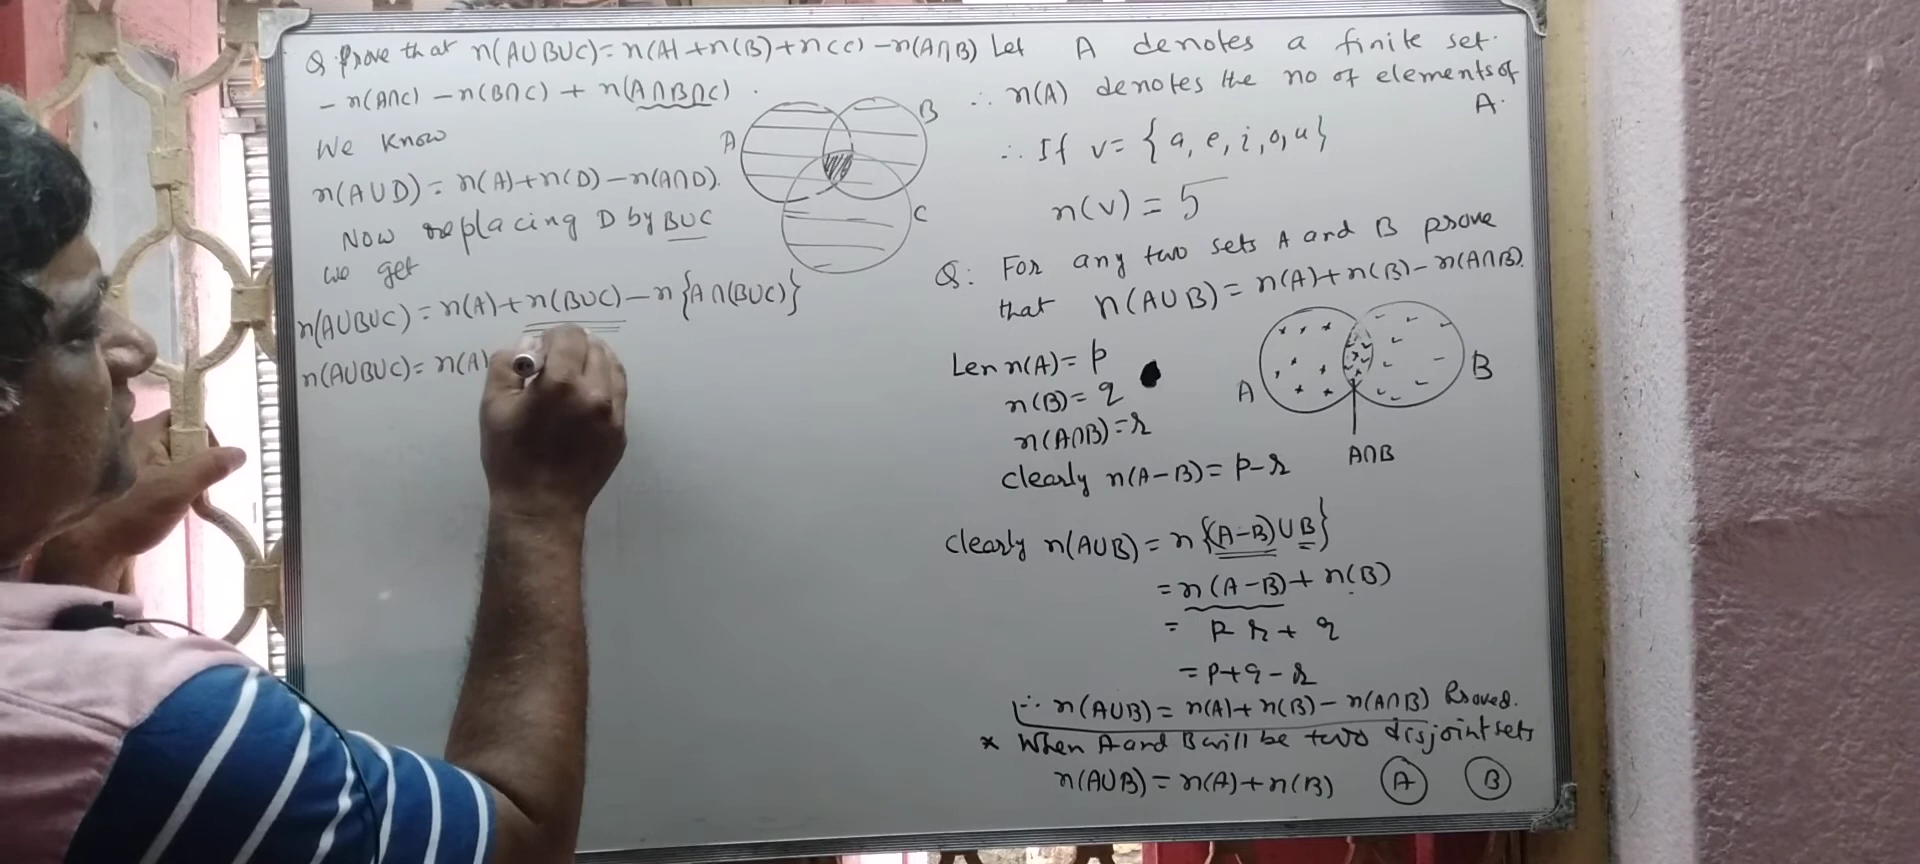 Q Prove that n(A∪B∪C) = n(A) + n(B) + n(C) - n(A∩B)
- n(A∩C) - n(B∩C) + n(A∩B∩C) .
We know
n(A∪D) = n(A) + n(D) - n(A∩D).
Now replacing D by B∪C
we get
n(A∪B∪C) = n(A) + n(B∪C) - n{A∩(B∪C)}
n(A∪B∪C) = n(A)
A
B
C
Let A denotes a finite set.
∴ n(A) denotes the no of elements of
A.
∴ If v = {a, e, i, o, u}
n(v) = 5
Q: For any two sets A and B prove
that n(A∪B) = n(A) + n(B) - n(A∩B).
Len n(A) = p
n(B) = q
n(A∩B) = r
clearly n(A-B) = p-r
A
B
A∩B
clearly n(A∪B) = n{(A-B)∪B}
= n(A-B) + n(B)
= p r + q
= p+q-r
∴ n(A∪B) = n(A) + n(B) - n(A∩B) Proved.
* When A and B will be two disjoint sets
n(A∪B) = n(A) + n(B)
A
B